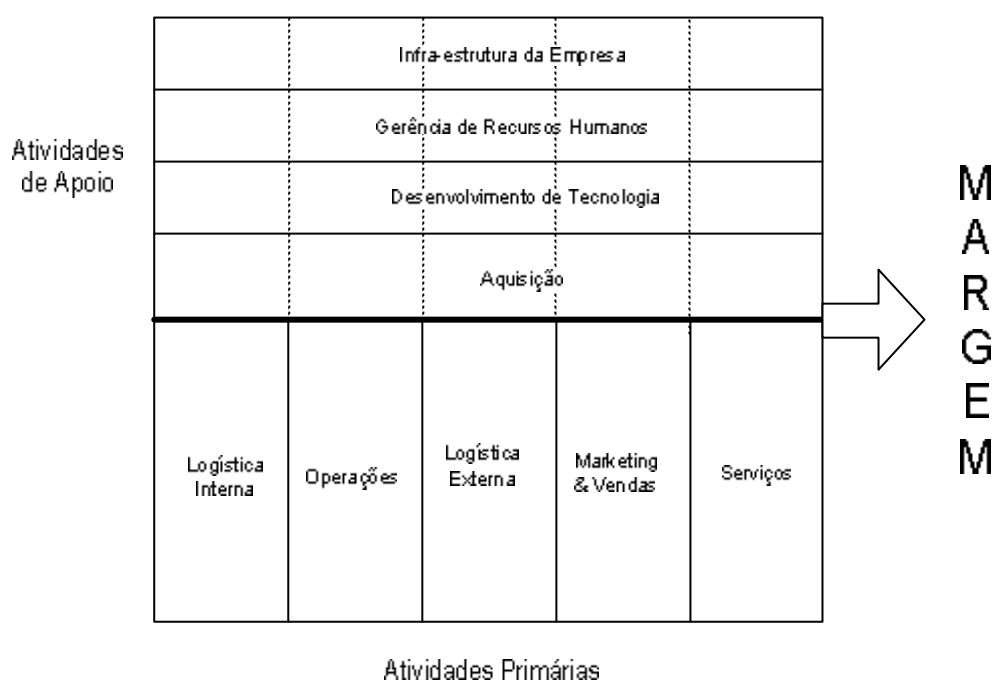 Infra-estrutura da Empresa
Gerência de Recursos Humanos
Atividades
de Apoio
Desenvolvimento de Tecnologia
Aquisição
M
A
R
G
E
M
Logística
Interna
Operações
Logística
Externa
Marketing
& Vendas
Serviços
Atividades Primárias